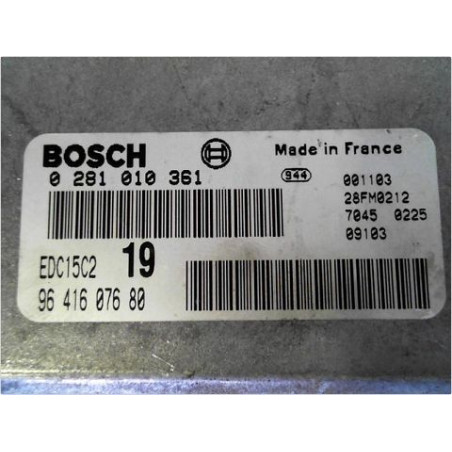 BOSCH
Made in France
0 281 010 361
944
001103
28FM0212
7045 0225
09103
EDC15C2 19
96 416 076 80